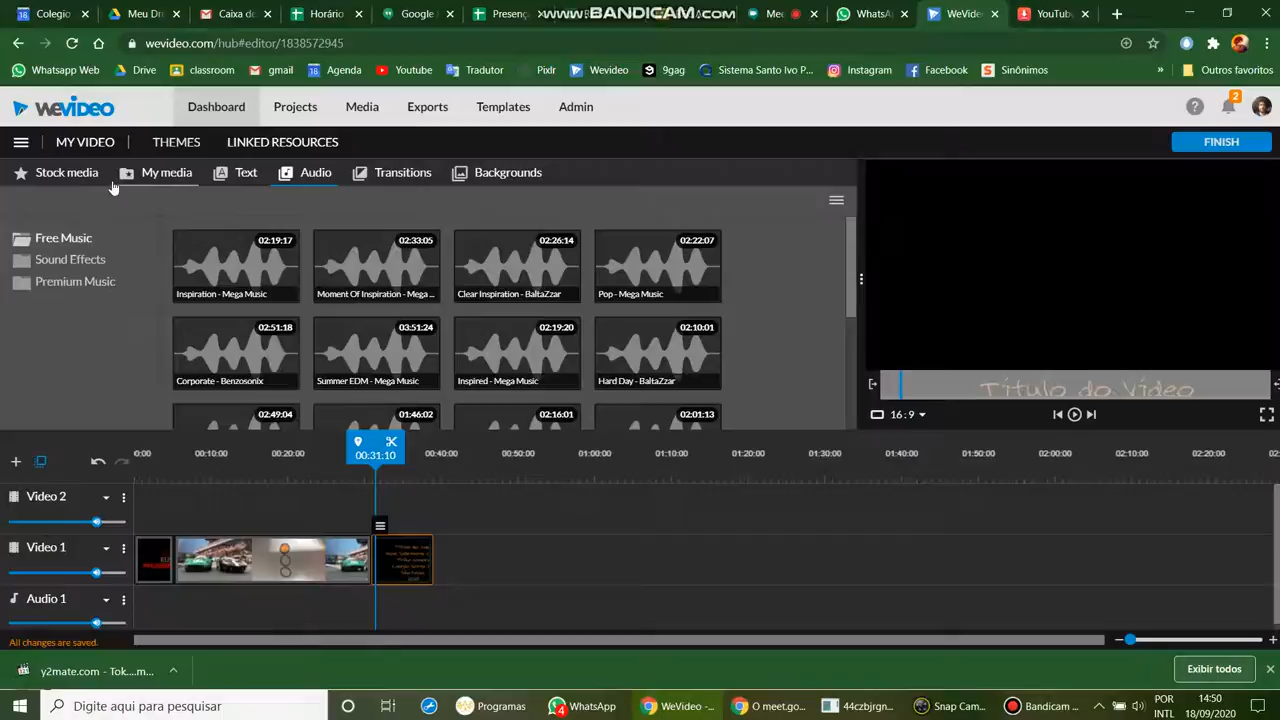 Colegio
Meu Dr
Caixa de
Horário
Google
Presenç
www.BANDICAM.com
Mee
WhatsA
WeVide
YouTube
wevideo.com/hub#editor/1838572945
Whatsapp Web
Drive
classroom
gmail
Agenda
Youtube
Tradutor
Pixlr
Wevideo
9gag
Sistema Santo Ivo P...
Instagram
Facebook
Sinônimos
»
Outros favoritos
wevideo
Dashboard
Projects
Media
Exports
Templates
Admin
2
MY VIDEO
THEMES
LINKED RESOURCES
FINISH
Stock media
My media
Text
Audio
Transitions
Backgrounds
Free Music
Sound Effects
Premium Music
02:19:17
Inspiration - Mega Music
02:33:05
Moment Of Inspiration - Mega ...
02:26:14
Clear Inspiration - BaltaZzar
02:22:07
Pop - Mega Music
02:51:18
Corporate - Benzosonix
03:51:24
Summer EDM - Mega Music
02:19:20
Inspired - Mega Music
02:10:01
Hard Day - BaltaZzar
02:49:04
01:46:02
02:16:01
02:01:13
Título do Vídeo
16:9
00:31:10
0:00
00:10:00
00:20:00
00:40:00
00:50:00
01:00:00
01:10:00
01:20:00
01:30:00
01:40:00
01:50:00
02:00:00
02:10:00
02:20:00
Video 2
Video 1
Audio 1
All changes are saved.
y2mate.com - Tok....m...
Exibir todos
Digite aqui para pesquisar
Programas
4
WhatsApp
WeVideo -...
O meet.go...
44czbjrgn...
Snap Cam...
Bandicam ...
POR
INTL
14:50
18/09/2020